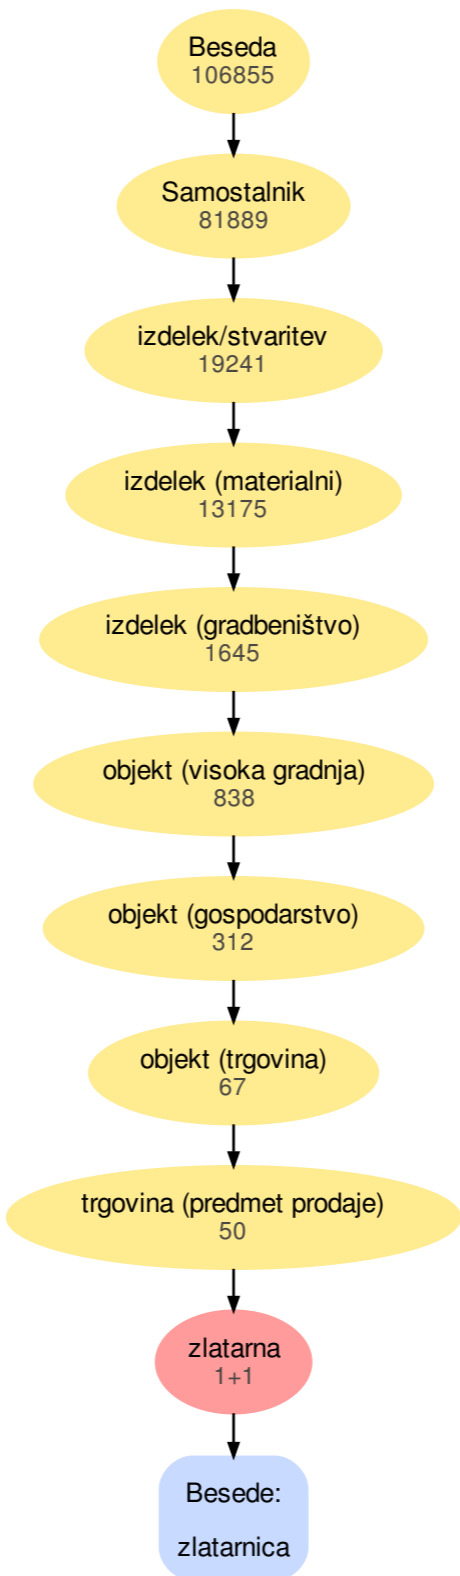 Beseda
106855
Samostalnik
81889
izdelek/stvaritev
19241
izdelek (materialni)
13175
izdelek (gradbeništvo)
1645
objekt (visoka gradnja)
838
objekt (gospodarstvo)
312
objekt (trgovina)
67
trgovina (predmet prodaje)
50
zlatarna
1+1
Besede:
zlatarnica